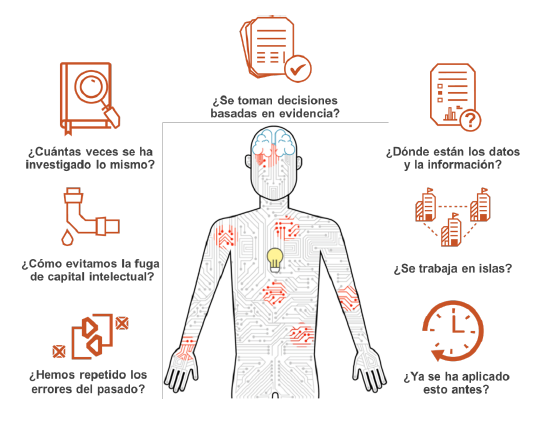 ¿Se toman decisiones
basadas en evidencia?
¿Cuántas veces se ha
investigado lo mismo?
¿Dónde están los datos
y la información?
¿Cómo evitamos la fuga
de capital intelectual?
¿Se trabaja en islas?
¿Hemos repetido los
errores del pasado?
¿Ya se ha aplicado
esto antes?